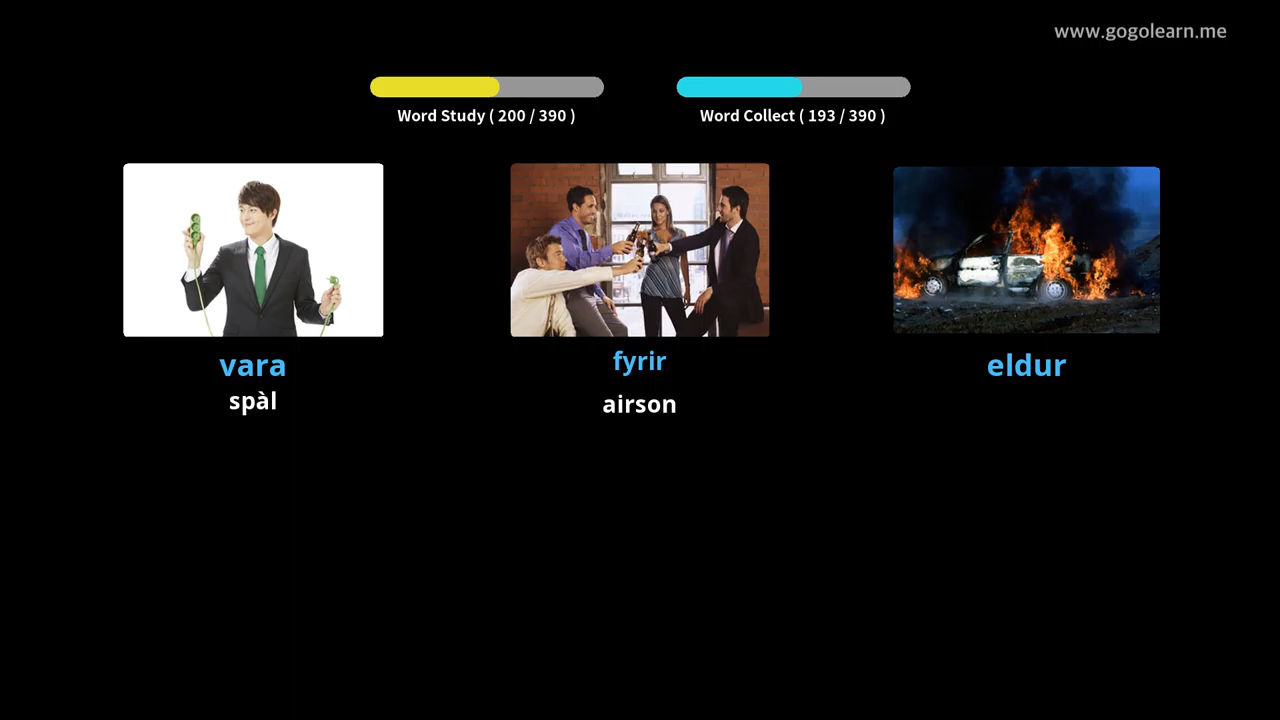 www.gogolearn.me
Word Study ( 200 / 390 )
Word Collect ( 193 / 390 )
vara
spàl
fyrir
airson
eldur